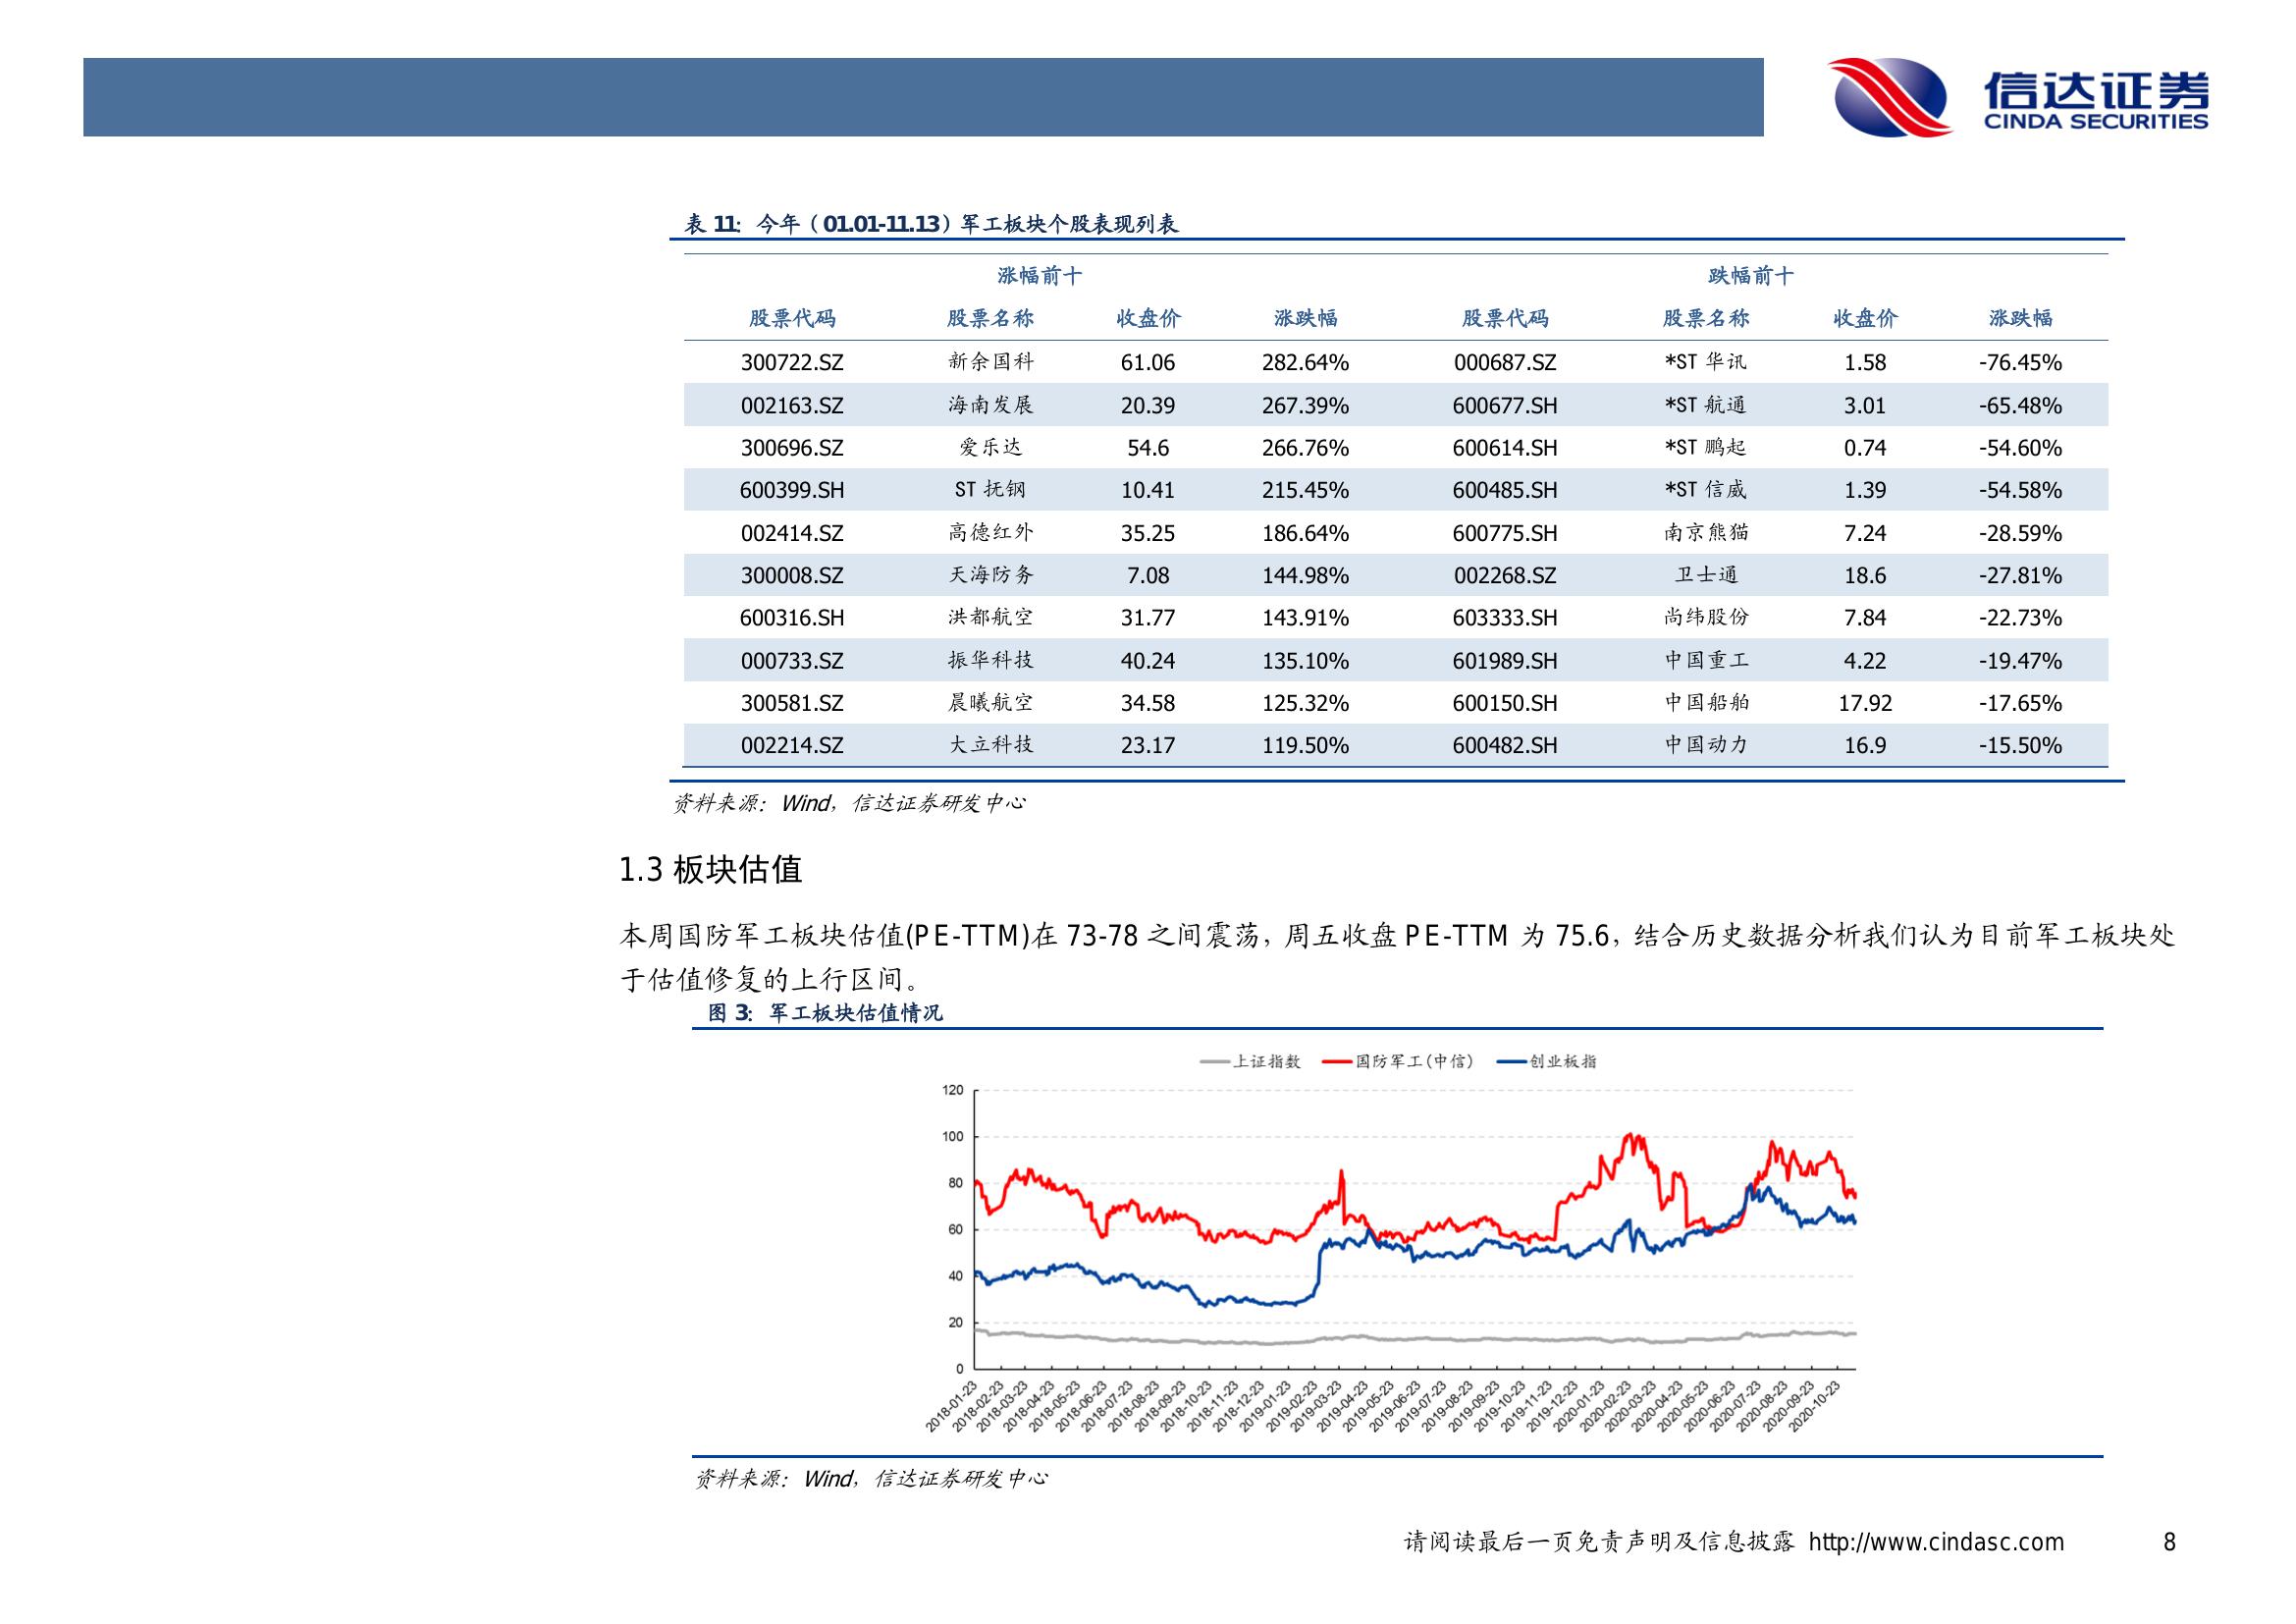 信达证券
CINDA SECURITIES
表 11：今年（01.01-11.13）军工板块个股表现列表
涨幅前十 跌幅前十
股票代码 股票名称 收盘价 涨跌幅 股票代码 股票名称 收盘价 涨跌幅
300722.SZ 新余国科 61.06 282.64% 000687.SZ *ST 华讯 1.58 -76.45%
002163.SZ 海南发展 20.39 267.39% 600677.SH *ST 航通 3.01 -65.48%
300696.SZ 爱乐达 54.6 266.76% 600614.SH *ST 鹏起 0.74 -54.60%
600399.SH ST 抚钢 10.41 215.45% 600485.SH *ST 信威 1.39 -54.58%
002414.SZ 高德红外 35.25 186.64% 600775.SH 南京熊猫 7.24 -28.59%
300008.SZ 天海防务 7.08 144.98% 002268.SZ 卫士通 18.6 -27.81%
600316.SH 洪都航空 31.77 143.91% 603333.SH 尚纬股份 7.84 -22.73%
000733.SZ 振华科技 40.24 135.10% 601989.SH 中国重工 4.22 -19.47%
300581.SZ 晨曦航空 34.58 125.32% 600150.SH 中国船舶 17.92 -17.65%
002214.SZ 大立科技 23.17 119.50% 600482.SH 中国动力 16.9 -15.50%
资料来源：Wind，信达证券研发中心
1.3 板块估值
本周国防军工板块估值(PE-TTM)在 73-78 之间震荡，周五收盘 PE-TTM 为 75.6，结合历史数据分析我们认为目前军工板块处
于估值修复的上行区间。
图 3：军工板块估值情况
上证指数 国防军工(中信) 创业板指
120
100
80
60
40
20
0
2018-01-23 2018-02-23 2018-03-23 2018-04-23 2018-05-23 2018-06-23 2018-07-23 2018-08-23 2018-09-23 2018-10-23 2018-11-23 2018-12-23 2019-01-23 2019-02-23 2019-03-23 2019-04-23 2019-05-23 2019-06-23 2019-07-23 2019-08-23 2019-09-23 2019-10-23 2019-11-23 2019-12-23 2020-01-23 2020-02-23 2020-03-23 2020-04-23 2020-05-23 2020-06-23 2020-07-23 2020-08-23 2020-09-23 2020-10-23
资料来源：Wind，信达证券研发中心
请阅读最后一页免责声明及信息披露 http://www.cindasc.com 8